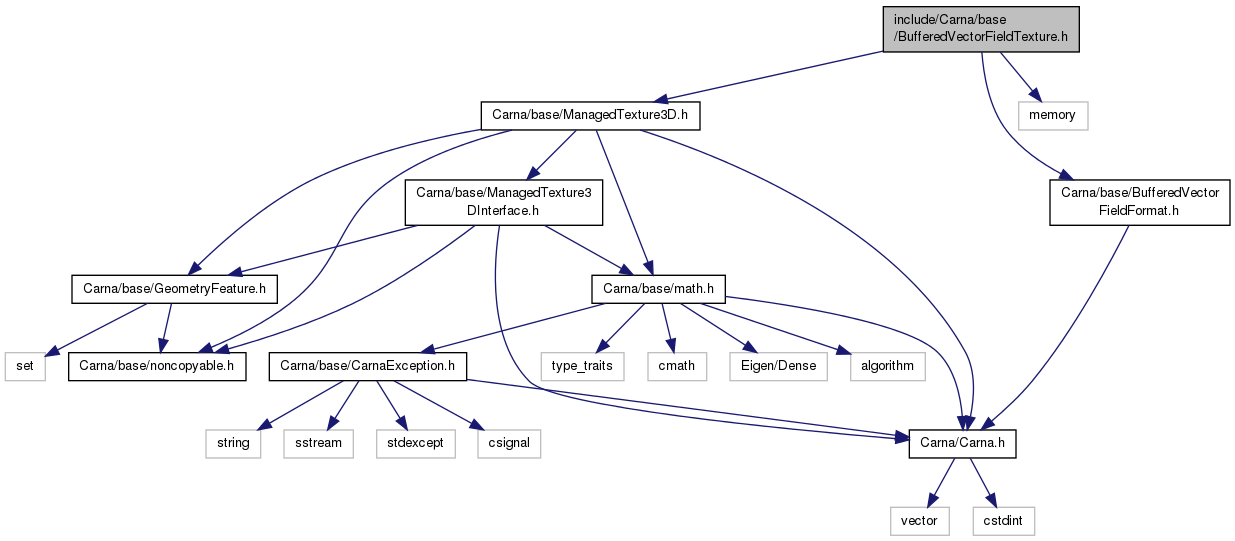 include/Carna/base
/BufferedVectorFieldTexture.h
Carna/base/ManagedTexture3D.h
memory
Carna/base/ManagedTexture3
DInterface.h
Carna/base/BufferedVector
FieldFormat.h
Carna/base/GeometryFeature.h
Carna/base/math.h
set
Carna/base/noncopyable.h
Carna/base/CarnaException.h
type_traits
cmath
Eigen/Dense
algorithm
string
sstream
stdexcept
csignal
Carna/Carna.h
vector
cstdint